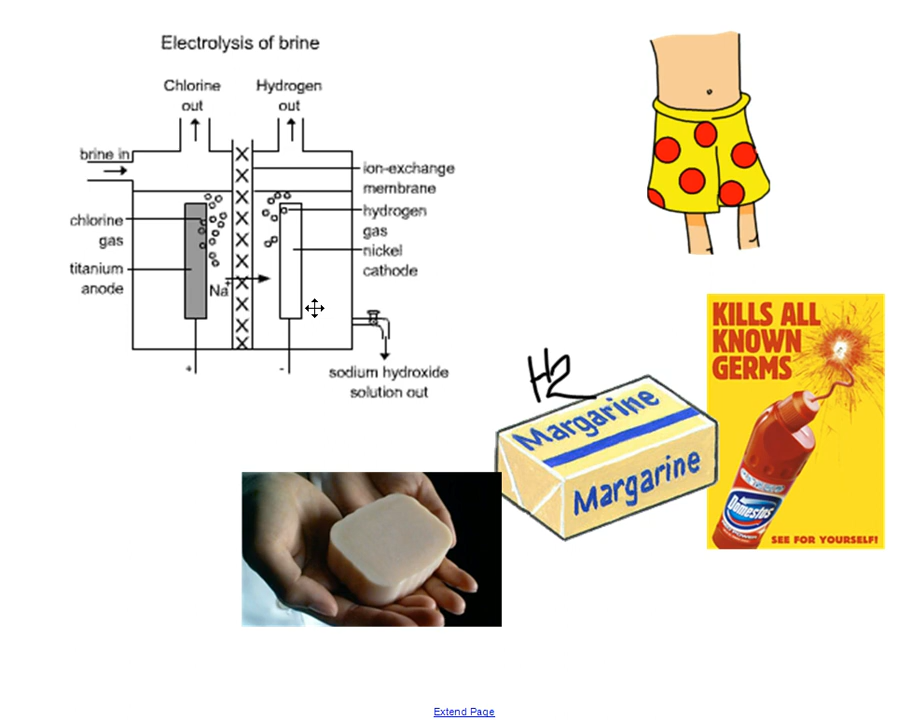 Electrolysis of brine
Chlorine
out
Hydrogen
out
brine in
ion-exchange
membrane
chlorine
gas
hydrogen
gas
titanium
anode
nickel
cathode
Na+
+
-
sodium hydroxide
solution out
H2
Margarine
Margarine
KILLS ALL
KNOWN
GERMS
Domestos
SEE FOR YOURSELF!
Extend Page